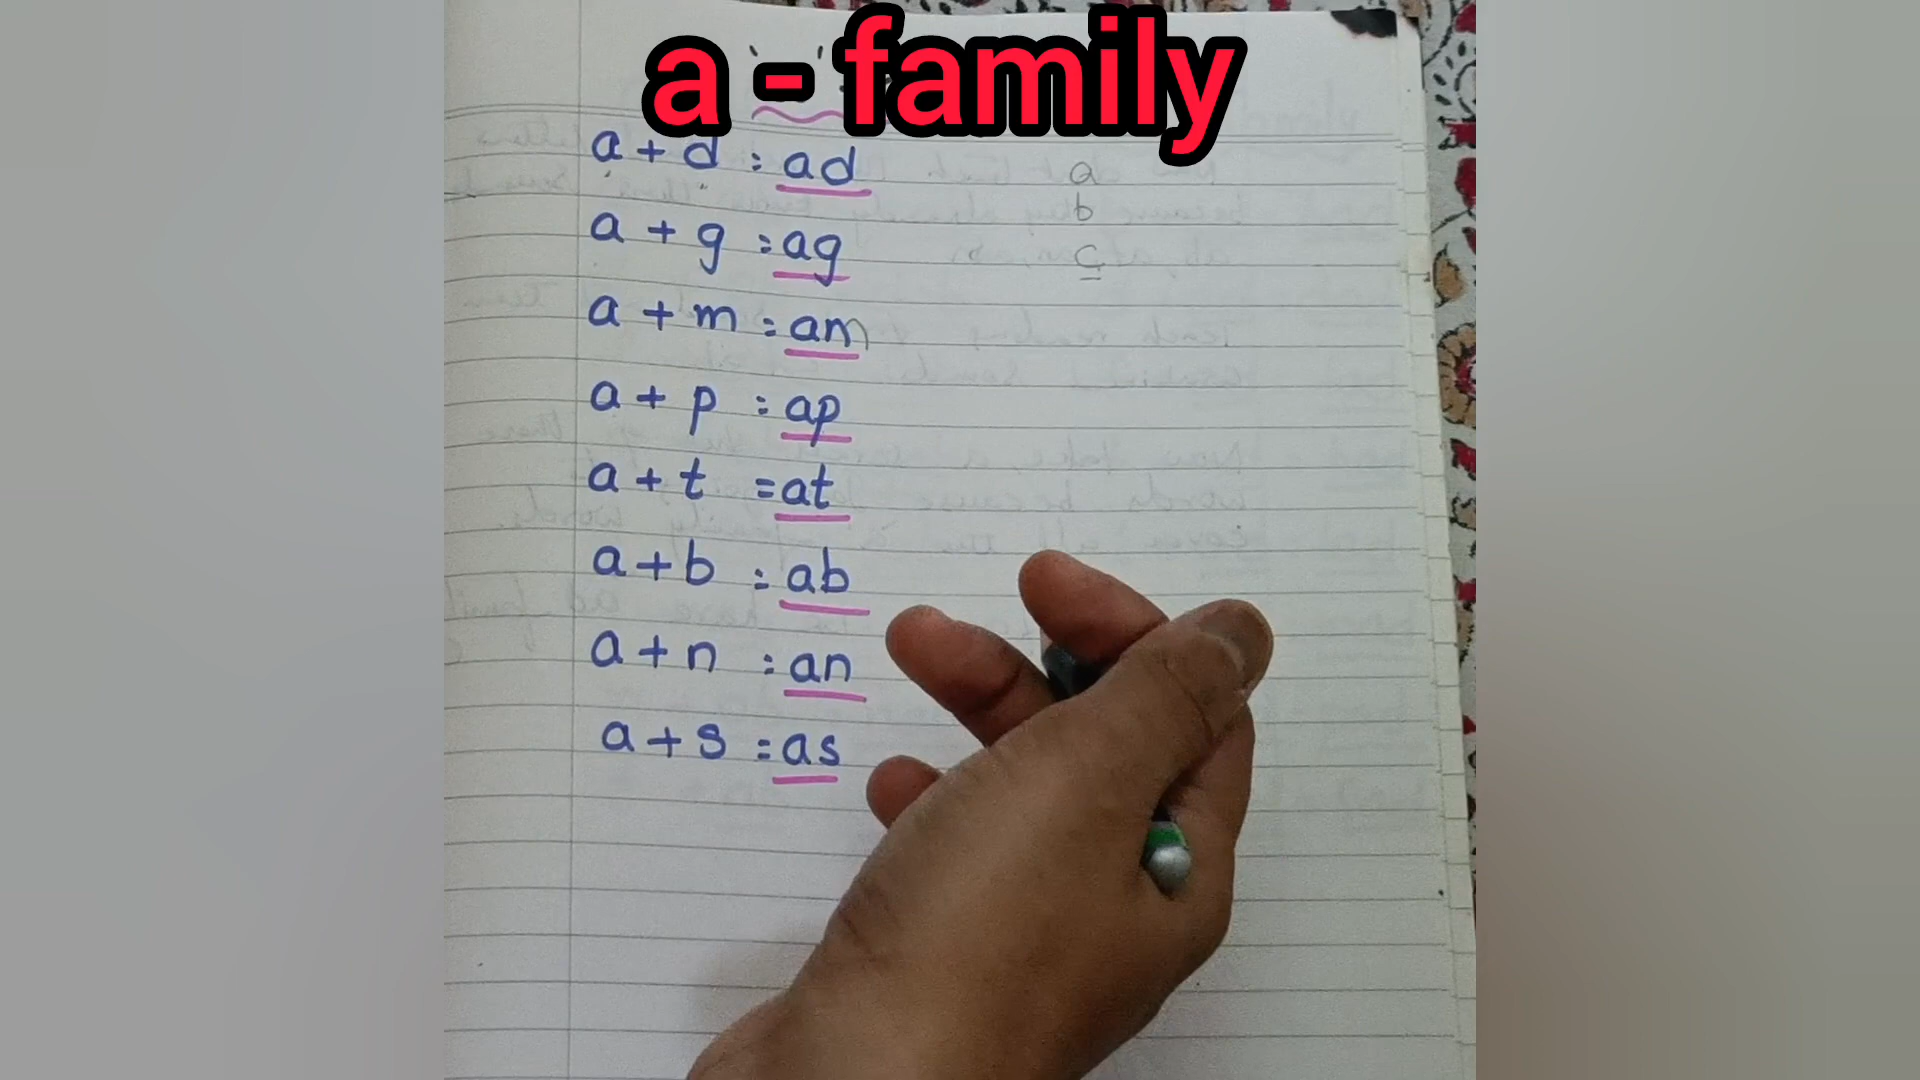 a - family
a + d = ad
a + g = ag
a + m = am
a + p = ap
a + t = at
a + b = ab
a + n = an
a + s = as
a
b
c